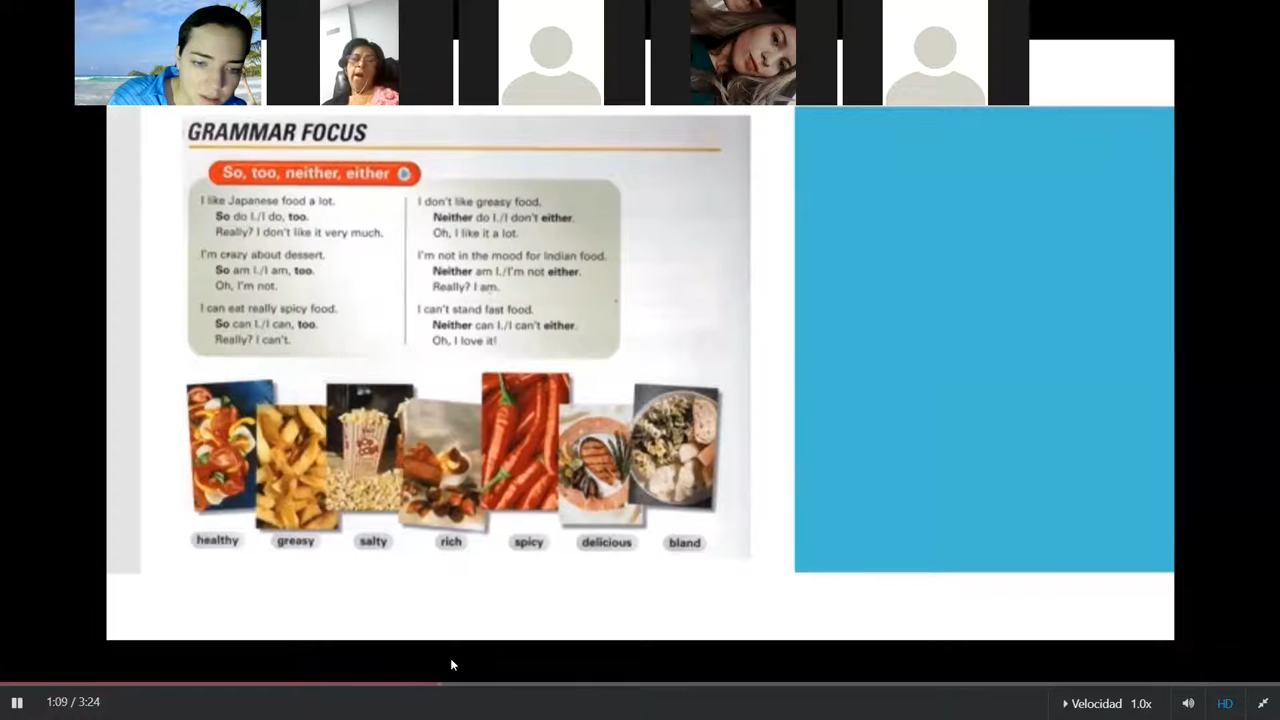 GRAMMAR FOCUS
So, too, neither, either
I like Japanese food a lot.
So do I./I do, too.
Really? I don't like it very much.
I'm crazy about dessert.
So am I./I am, too.
Oh, I'm not.
I can eat really spicy food.
So can I./I can, too.
Really? I can't.
I don't like greasy food.
Neither do I./I don't either.
Oh, I like it a lot.
I'm not in the mood for Indian food.
Neither am I./I'm not either.
Really? I am.
I can't stand fast food.
Neither can I./I can't either.
Oh, I love it!
POP CORN
healthy greasy salty rich spicy delicious bland
1:09 / 3:24
Velocidad 1.0x
HD